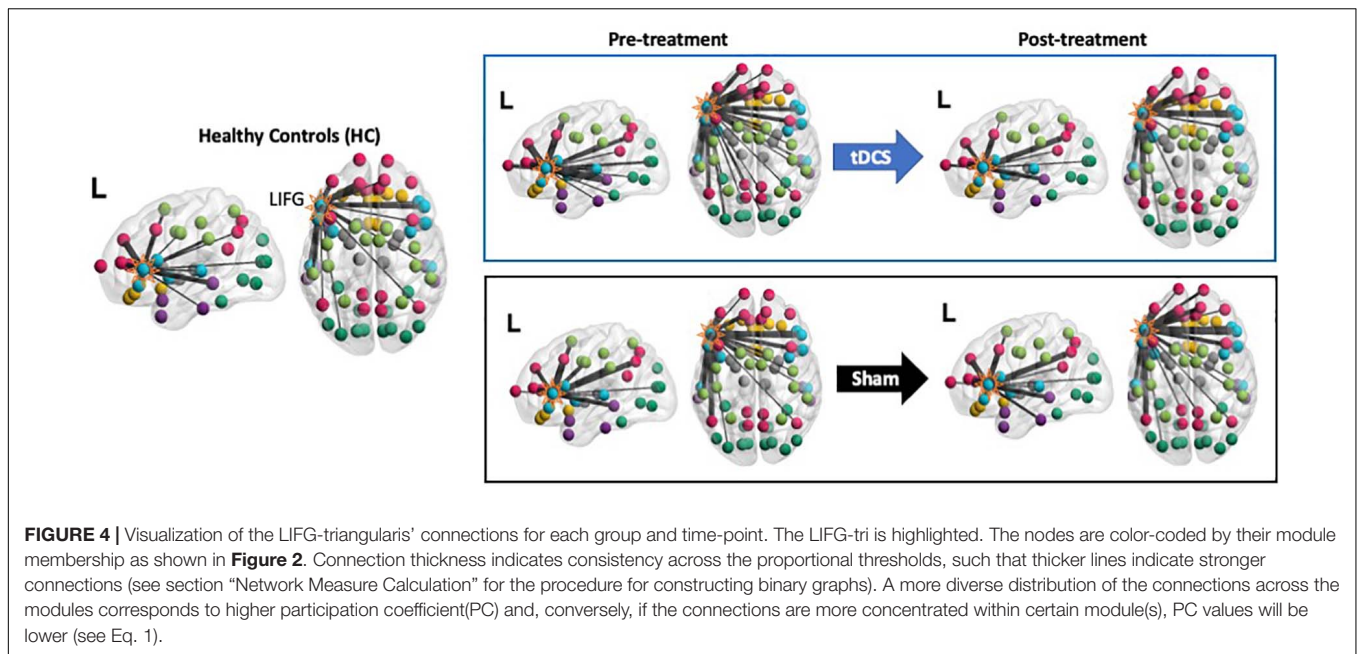 Pre-treatment
Post-treatment
L
L
tDCS
Healthy Controls (HC)
L
LIFG
L
L
Sham
FIGURE 4 | Visualization of the LIFG-triangularis' connections for each group and time-point. The LIFG-tri is highlighted. The nodes are color-coded by their module
membership as shown in Figure 2. Connection thickness indicates consistency across the proportional thresholds, such that thicker lines indicate stronger
connections (see section “Network Measure Calculation” for the procedure for constructing binary graphs). A more diverse distribution of the connections across the
modules corresponds to higher participation coefficient(PC) and, conversely, if the connections are more concentrated within certain module(s), PC values will be
lower (see Eq. 1).